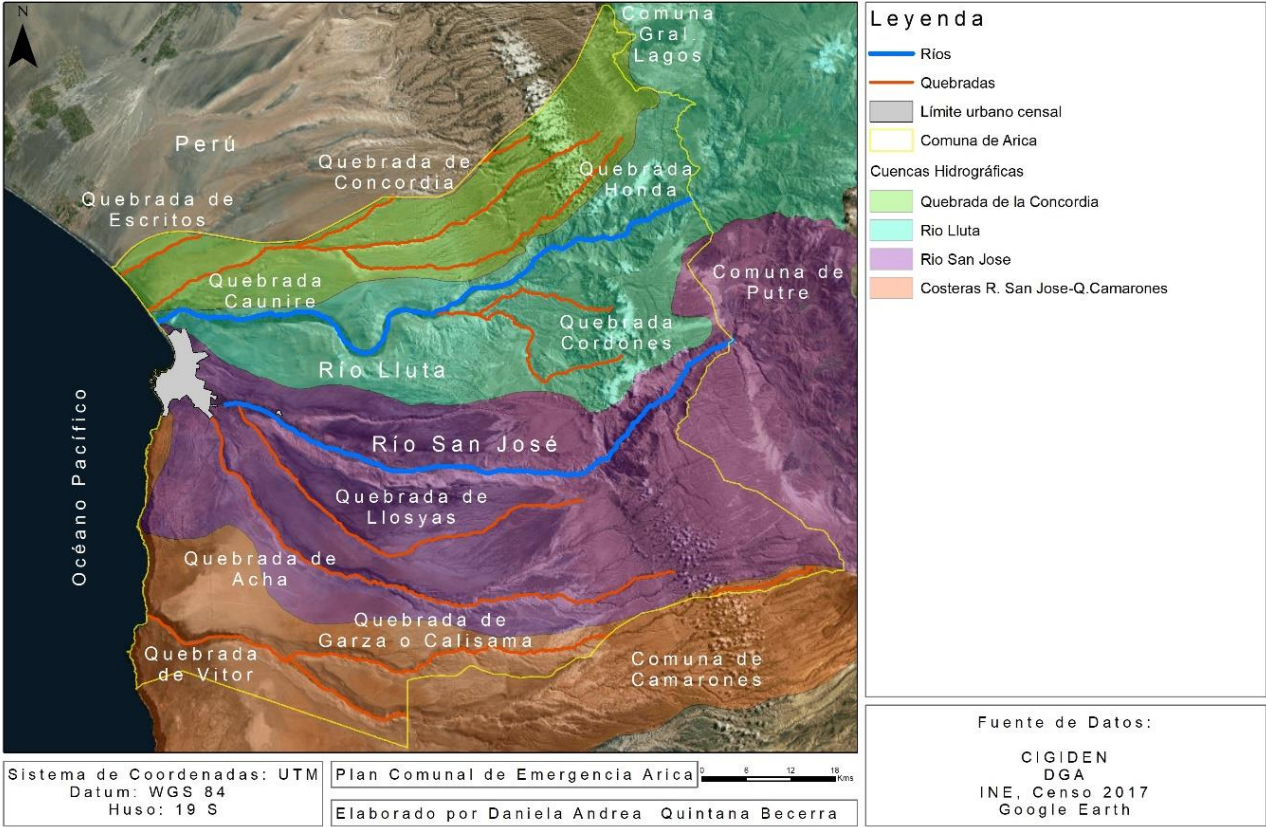 N
Comuna
Gral.
Lagos
Perú
Quebrada de
Concordia
Quebrada
Honda
Quebrada de
Escritos
Quebrada
Caunire
Comuna de
Putre
Quebrada
Cordones
Río Lluta
Océano Pacífico
Río San José
Quebrada de
Llosyas
Quebrada de
Acha
Quebrada de
Garza o Calisama
Quebrada
de Vitor
Comuna de
Camarones
Leyenda
Ríos
Quebradas
Límite urbano censal
Comuna de Arica
Cuencas Hidrográficas
Quebrada de la Concordia
Rio Lluta
Rio San Jose
Costeras R. San Jose-Q.Camarones
Sistema de Coordenadas: UTM
Datum: WGS 84
Huso: 19 S
Plan Comunal de Emergencia Arica
0 6 12 18
Kms
Elaborado por Daniela Andrea Quintana Becerra
Fuente de Datos:
CIGIDEN
DGA
INE, Censo 2017
Google Earth